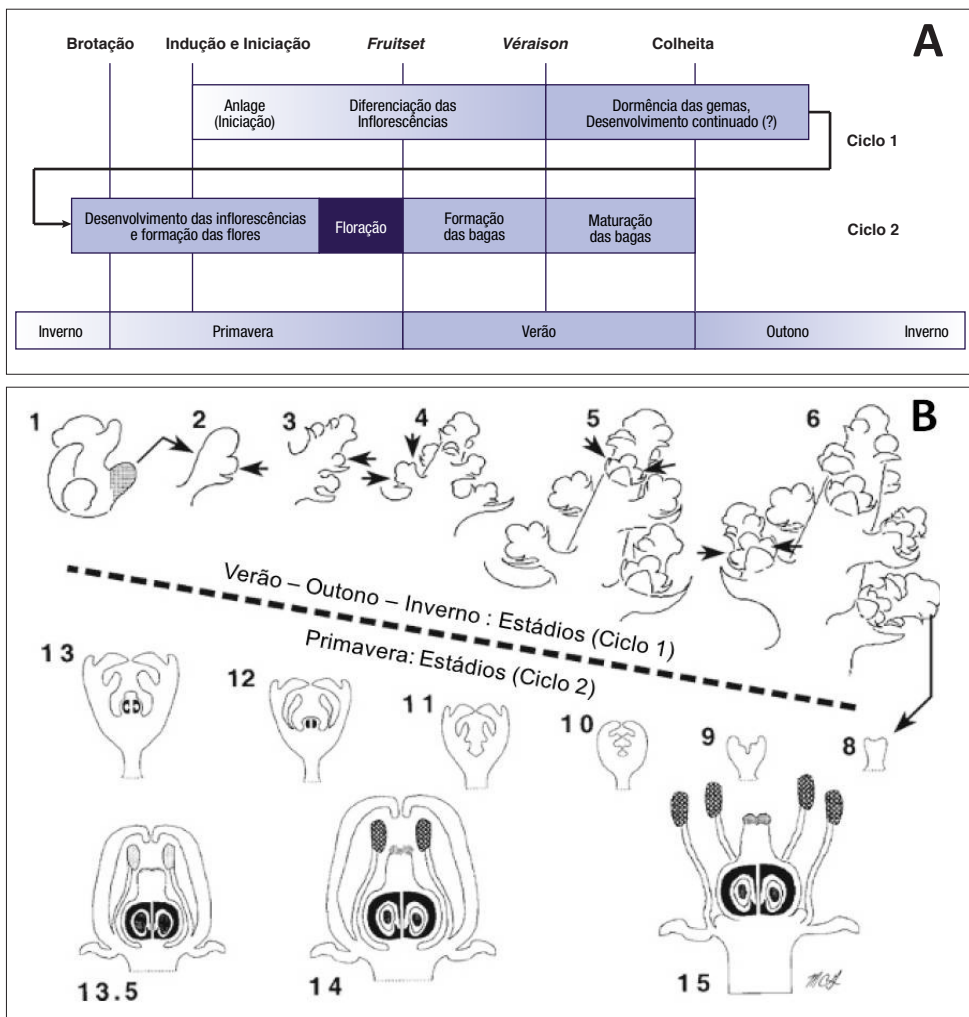 A
Brotação
Indução e Iniciação
Fruitset
Véraison
Colheita
Anlage
(Iniciação)
Diferenciação das
Inflorescências
Dormência das gemas,
Desenvolvimento continuado (?)
Ciclo 1
Desenvolvimento das inflorescências
e formação das flores
Floração
Formação
das bagas
Maturação
das bagas
Ciclo 2
Inverno
Primavera
Verão
Outono
Inverno
B
1
2
3
4
5
6
Verão – Outono – Inverno : Estádios (Ciclo 1)
Primavera: Estádios (Ciclo 2)
13
12
11
10
9
8
13.5
14
15